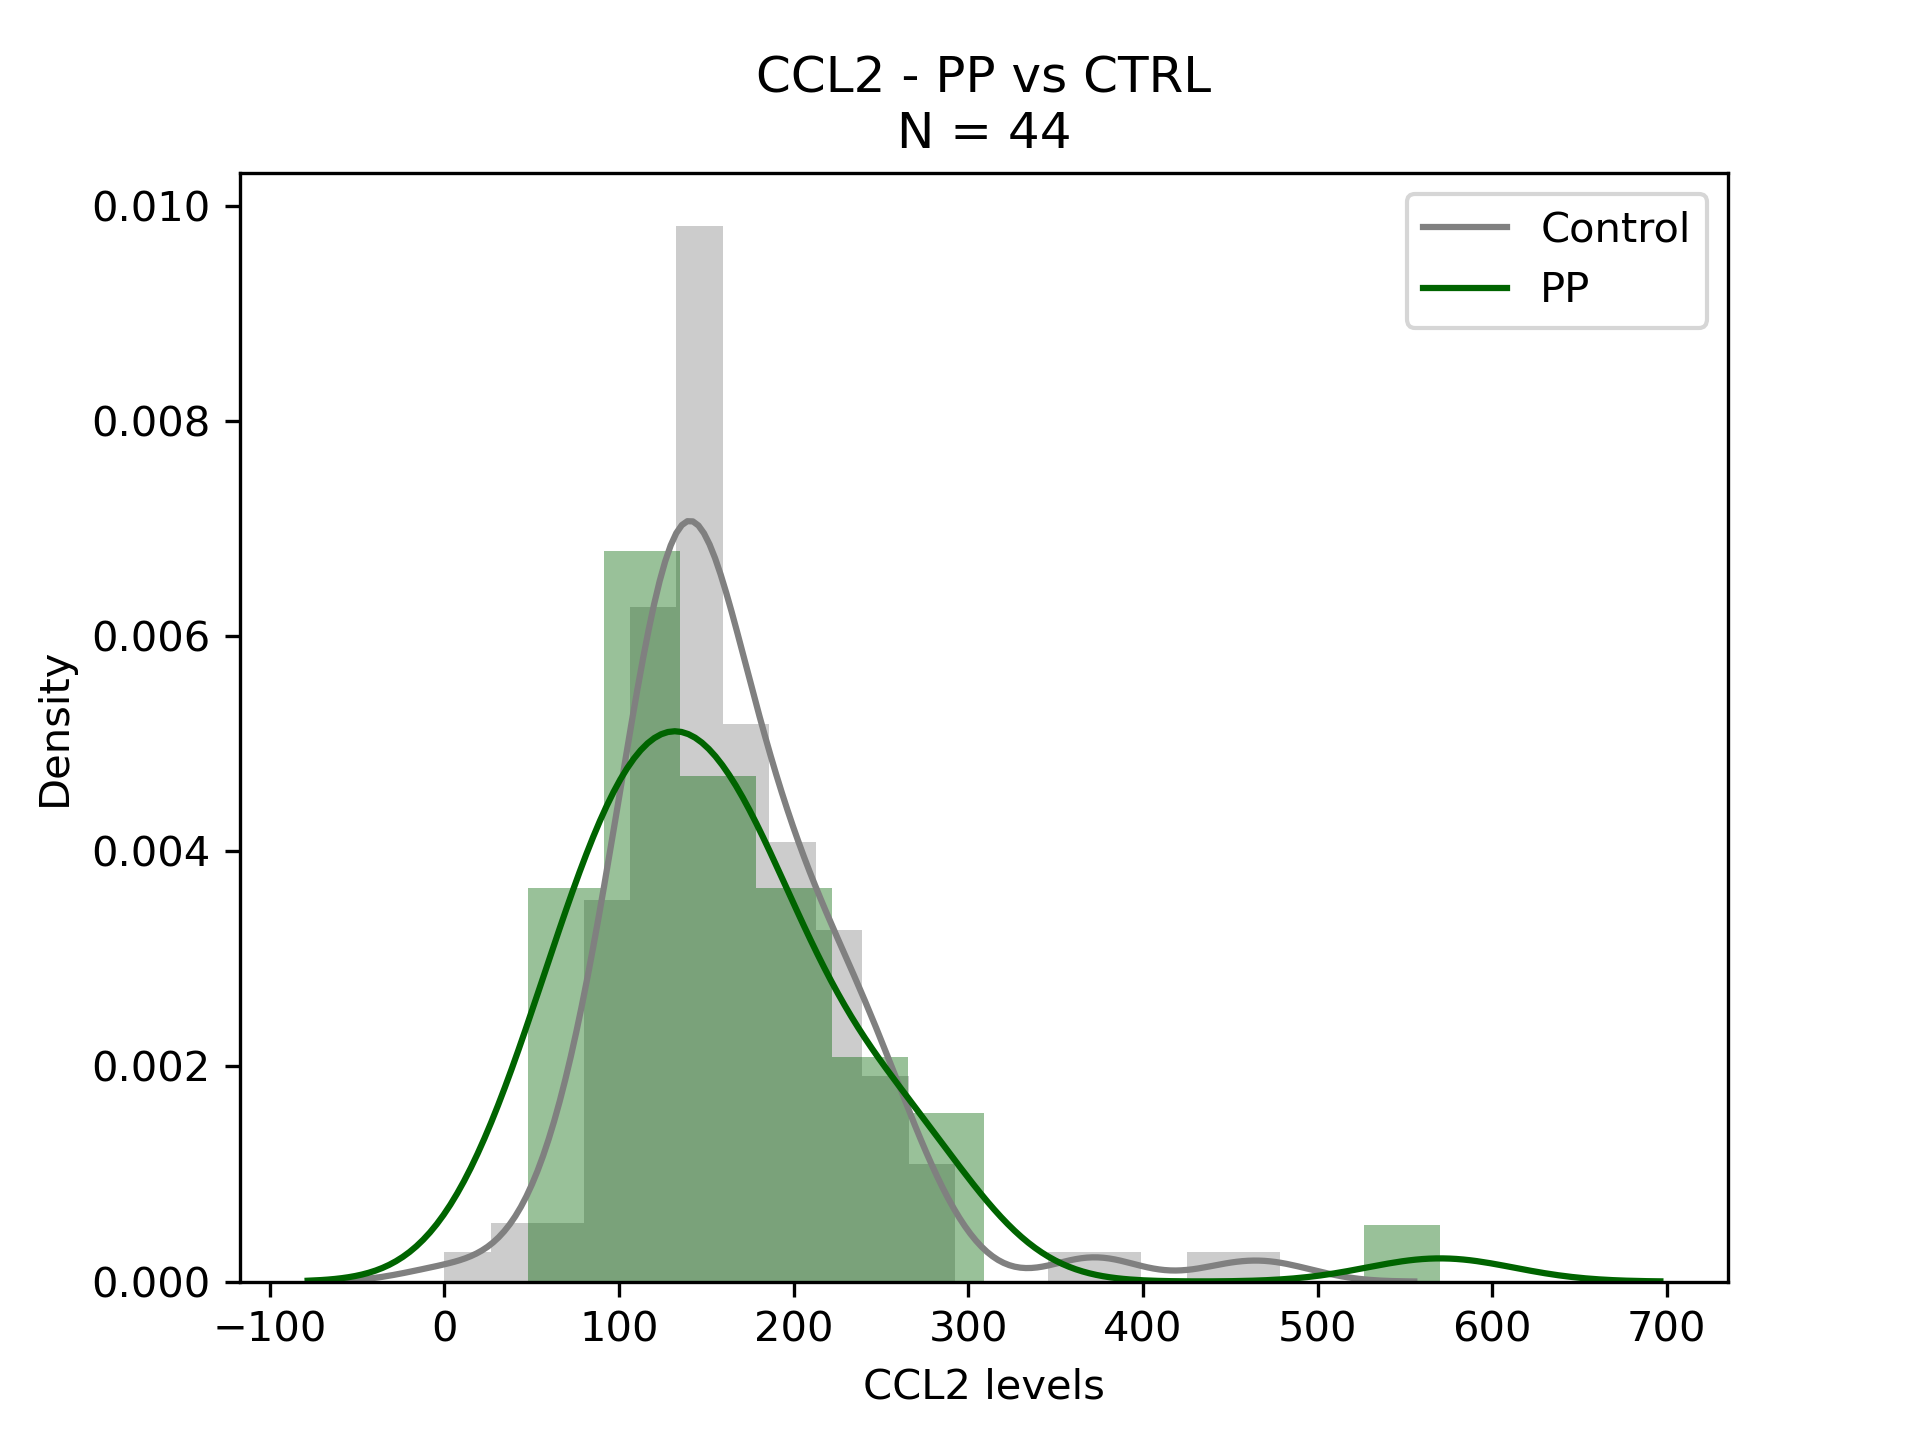 CCL2 - PP vs CTRL
N = 44
Control
PP
0.010
0.008
0.006
0.004
0.002
0.000
Density
−100 0 100 200 300 400 500 600 700
CCL2 levels